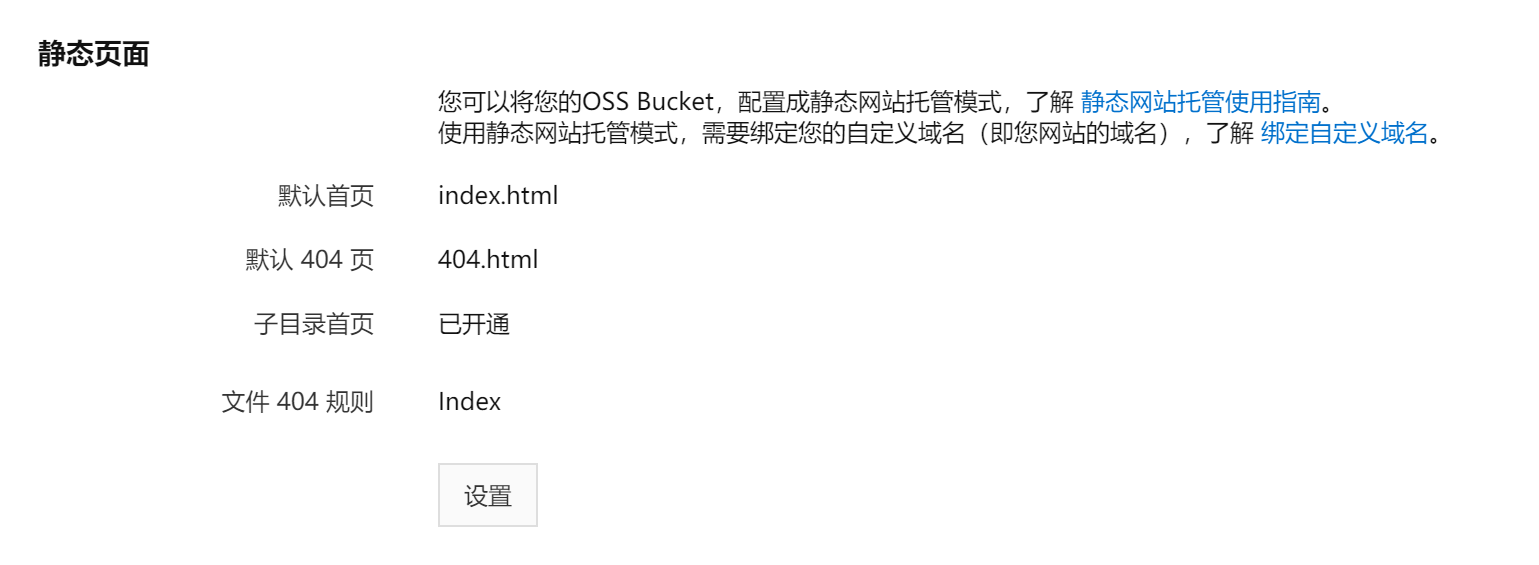 静态页面
您可以将您的OSS Bucket，配置成静态网站托管模式，了解 静态网站托管使用指南。
使用静态网站托管模式，需要绑定您的自定义域名（即您网站的域名），了解 绑定自定义域名。
默认首页 index.html
默认 404 页 404.html
子目录首页 已开通
文件 404 规则 Index
设置